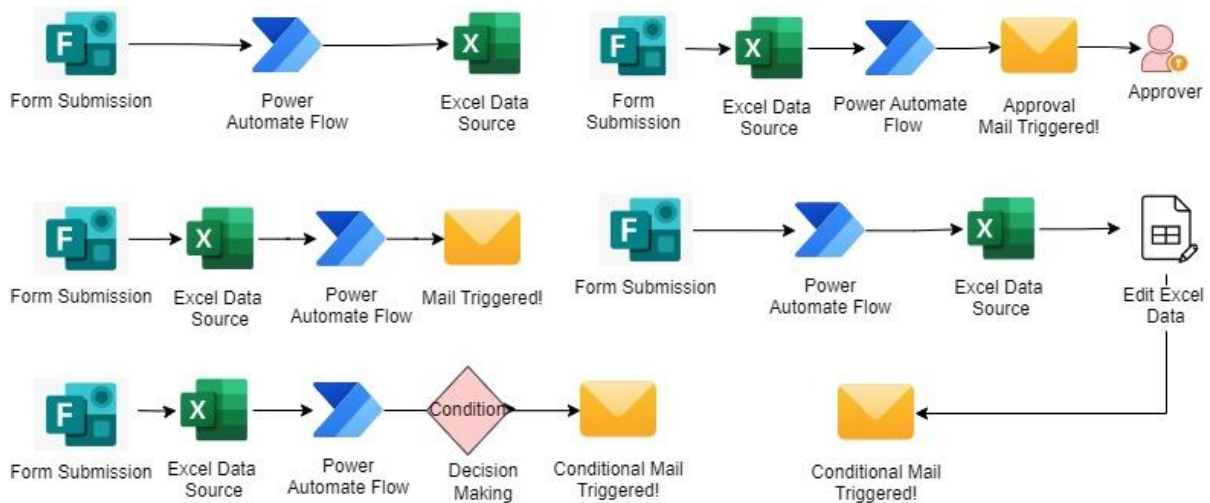 F
X
Form Submission
Power
Automate Flow
Excel Data
Source
F
X
Form
Submission
Excel Data
Source
Power Automate
Flow
Approval
Mail Triggered!
Approver
F
X
Form Submission
Excel Data
Source
Power
Automate Flow
Mail Triggered!
F
X
Form Submission
Power
Automate Flow
Excel Data
Source
Edit Excel
Data
F
X
Condition
Form Submission
Excel Data
Source
Power
Automate Flow
Decision
Making
Conditional Mail
Triggered!
Conditional Mail
Triggered!